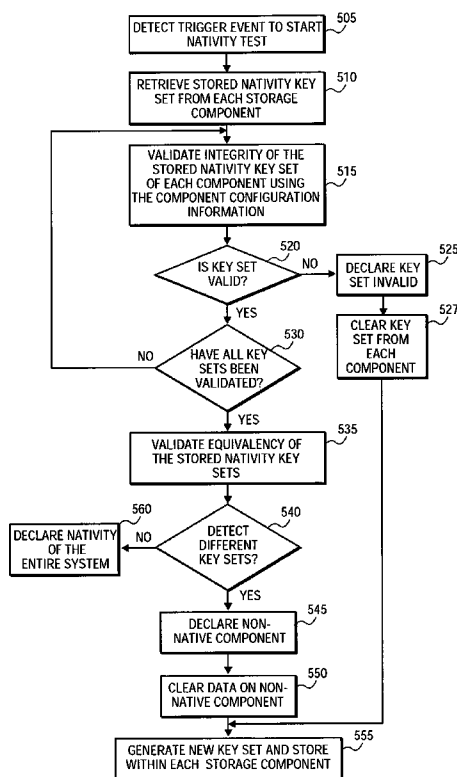 DETECT TRIGGER EVENT TO START
NATIVITY TEST
505
RETRIEVE STORED NATIVITY KEY
SET FROM EACH STORAGE
COMPONENT
510
VALIDATE INTEGRITY OF THE
STORED NATIVITY KEY SET
OF EACH COMPONENT USING
THE COMPONENT CONFIGURATION
INFORMATION
515
IS KEY SET
VALID?
520
NO
YES
DECLARE KEY
SET INVALID
525
CLEAR KEY
SET FROM
EACH
COMPONENT
527
HAVE ALL KEY
SETS BEEN
VALIDATED?
530
NO
YES
VALIDATE EQUIVALENCY OF
THE STORED NATIVITY KEY
SETS
535
DETECT
DIFFERENT
KEY SETS?
540
NO
YES
DECLARE NATIVITY
OF THE
ENTIRE SYSTEM
560
DECLARE NON-
NATIVE COMPONENT
545
CLEAR DATA ON NON-
NATIVE COMPONENT
550
GENERATE NEW KEY SET AND STORE
WITHIN EACH STORAGE COMPONENT
555